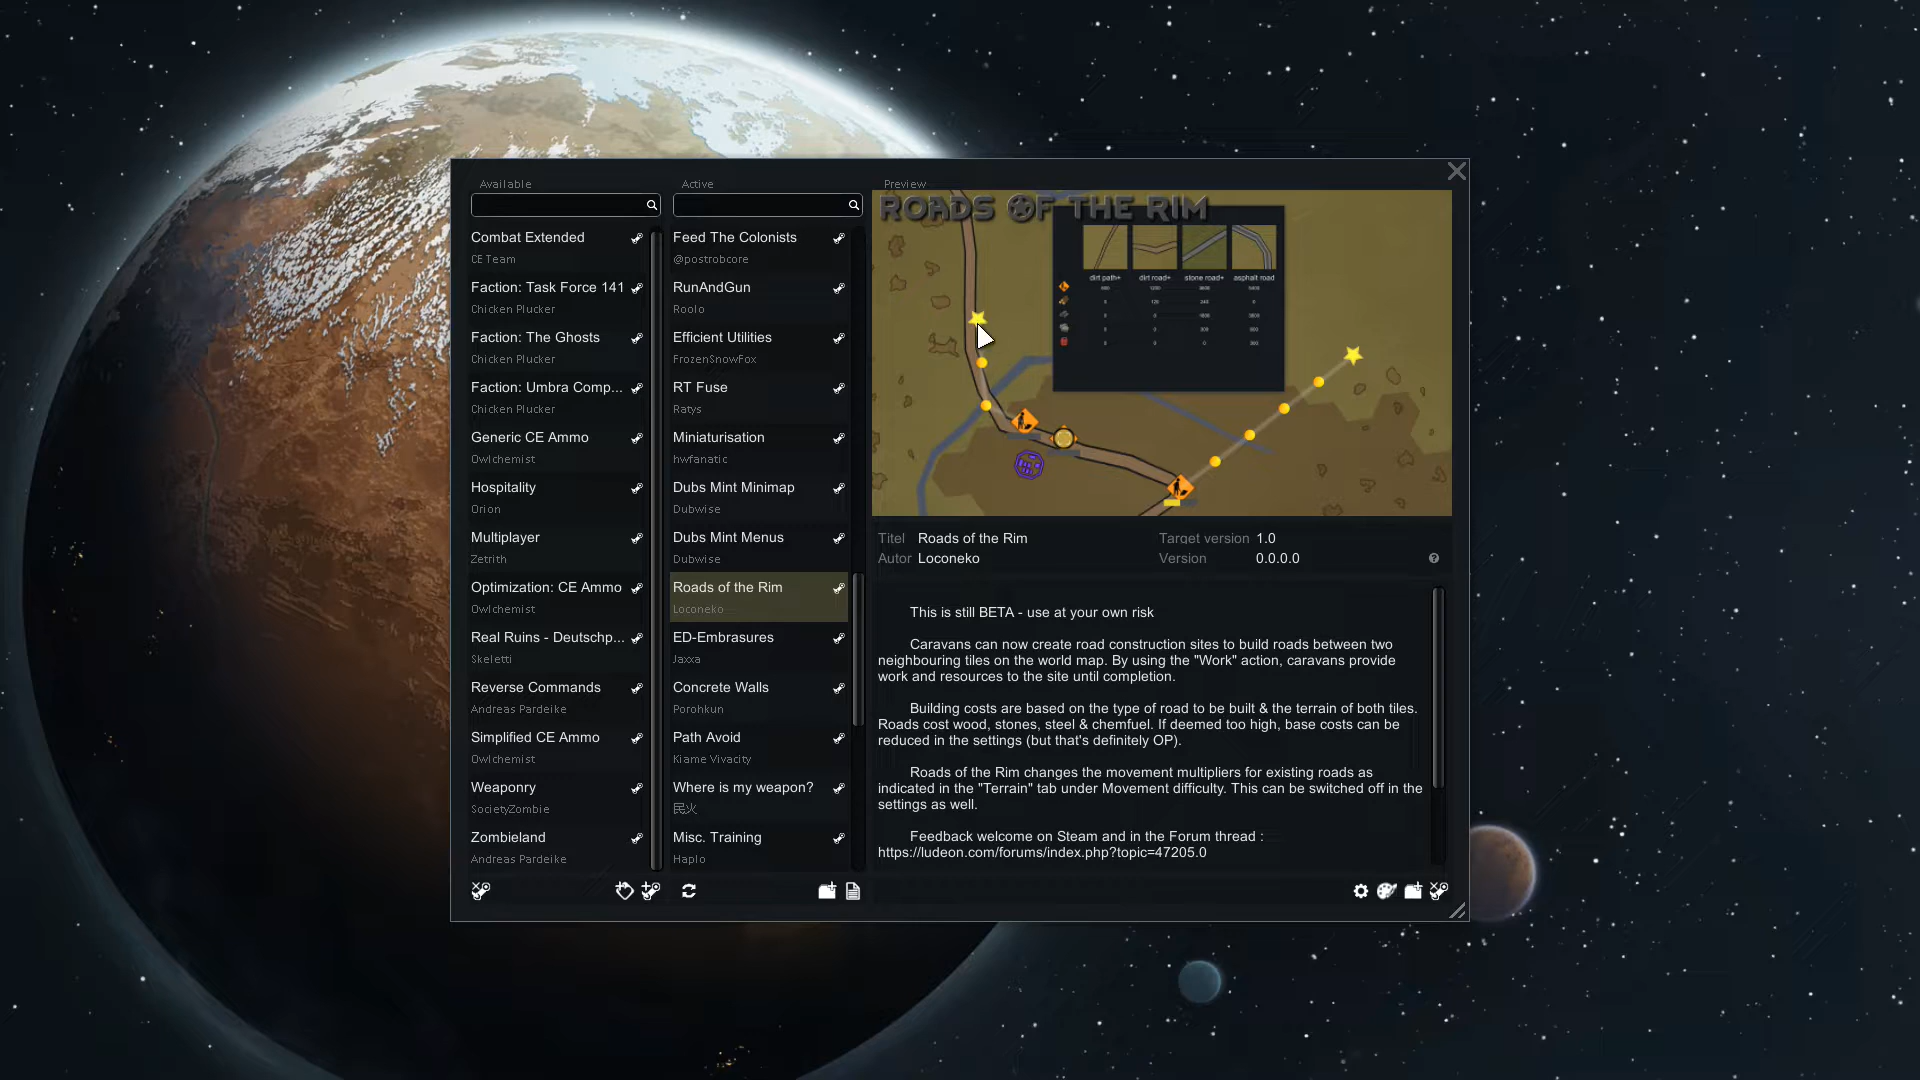 Available
Active
Preview
Combat Extended
CE Team
Faction: Task Force 141
Chicken Plucker
Faction: The Ghosts
Chicken Plucker
Faction: Umbra Comp...
Chicken Plucker
Generic CE Ammo
Owlchemist
Hospitality
Orion
Multiplayer
Zetrith
Optimization: CE Ammo
Owlchemist
Real Ruins - Deutschp...
Skeletti
Reverse Commands
Andreas Pardeike
Simplified CE Ammo
Owlchemist
Weaponry
SocietyZombie
Zombieland
Andreas Pardeike
Feed The Colonists
@postrobcore
RunAndGun
Roolo
Efficient Utilities
FrozenSnowFox
RT Fuse
Ratys
Miniaturisation
hwfanatic
Dubs Mint Minimap
Dubwise
Dubs Mint Menus
Dubwise
Roads of the Rim
Loconeko
ED-Embrasures
Jaxxa
Concrete Walls
Porohkun
Path Avoid
Kiame Vivacity
Where is my weapon?
民火
Misc. Training
Haplo
ROADS OF THE RIM
dirt path+ dirt road+ stone road+ asphalt road
Titel Roads of the Rim
Target version 1.0
Autor Loconeko
Version 0.0.0.0
This is still BETA - use at your own risk
Caravans can now create road construction sites to build roads between two
neighbouring tiles on the world map. By using the "Work" action, caravans provide
work and resources to the site until completion.
Building costs are based on the type of road to be built & the terrain of both tiles.
Roads cost wood, stones, steel & chemfuel. If deemed too high, base costs can be
reduced in the settings (but that's definitely OP).
Roads of the Rim changes the movement multipliers for existing roads as
indicated in the "Terrain" tab under Movement difficulty. This can be switched off in the
settings as well.
Feedback welcome on Steam and in the Forum thread :
https://ludeon.com/forums/index.php?topic=47205.0